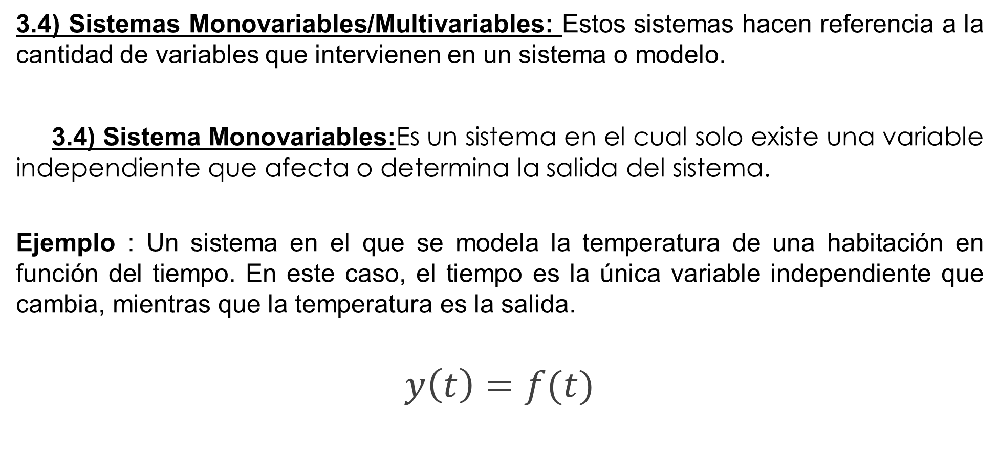 3.4) Sistemas Monovariables/Multivariables: Estos sistemas hacen referencia a la
cantidad de variables que intervienen en un sistema o modelo.
3.4) Sistema Monovariables:Es un sistema en el cual solo existe una variable
independiente que afecta o determina la salida del sistema.
Ejemplo : Un sistema en el que se modela la temperatura de una habitación en
función del tiempo. En este caso, el tiempo es la única variable independiente que
cambia, mientras que la temperatura es la salida.
y(t) = f(t)